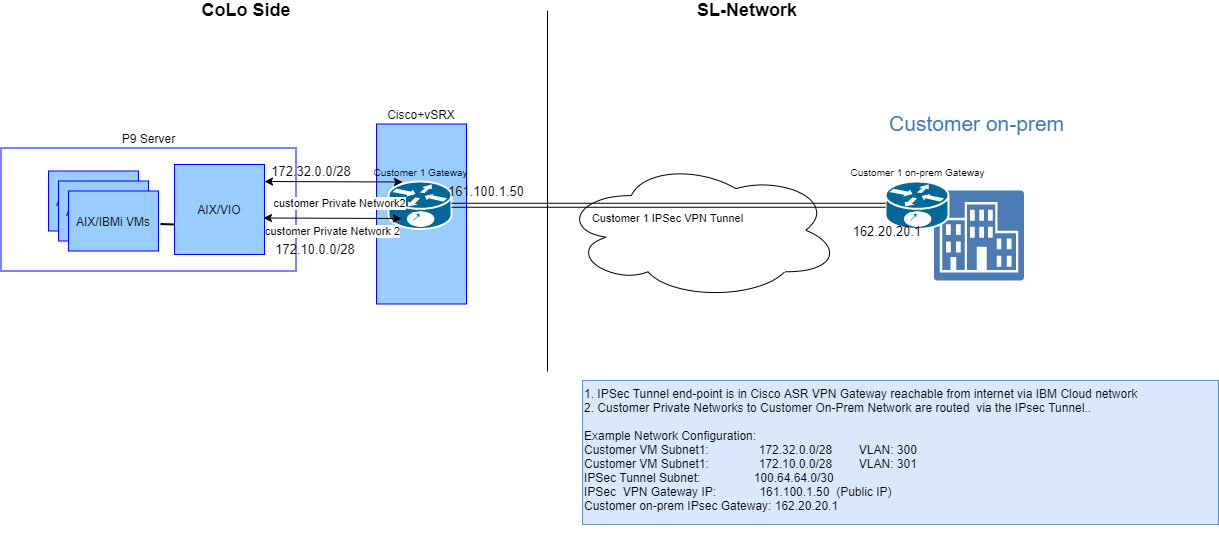 CoLo Side
SL-Network
Cisco+vSRX
Customer on-prem
P9 Server
172.32.0.0/28
Customer 1 Gateway
Customer 1 on-prem Gateway
161.100.1.50
customer Private Network2
AIX/VIO
AIX/IBMi VMs
Customer 1 IPSec VPN Tunnel
customer Private Network 2
162.20.20.1
172.10.0.0/28
1. IPSec Tunnel end-point is in Cisco ASR VPN Gateway reachable from internet via IBM Cloud network
2. Customer Private Networks to Customer On-Prem Network are routed via the IPsec Tunnel..
Example Network Configuration:
Customer VM Subnet1: 172.32.0.0/28 VLAN: 300
Customer VM Subnet1: 172.10.0.0/28 VLAN: 301
IPSec Tunnel Subnet: 100.64.64.0/30
IPSec VPN Gateway IP: 161.100.1.50 (Public IP)
Customer on-prem IPsec Gateway: 162.20.20.1